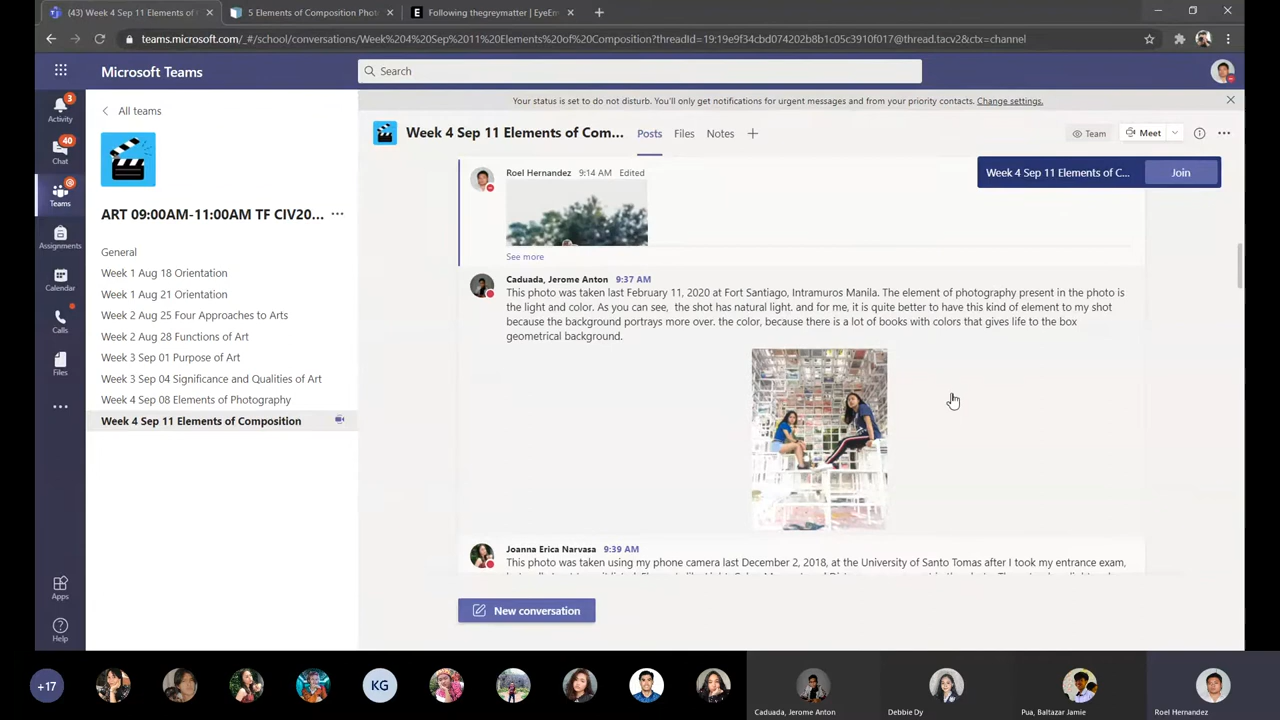 (43) Week 4 Sep 11 Elements of
5 Elements of Composition Phot
E Following thegreymatter | EyeEm
teams.microsoft.com/_#/school/conversations/Week%204%20Sep%2011%20Elements%20of%20Composition?threadId=19:19e9f34cbd074202b8b1c05c3910f017@thread.tacv2&ctx=channel
Microsoft Teams
Search
Activity
3
Chat
40
Teams
Assignments
Calendar
Calls
Files
Apps
Help
All teams
ART 09:00AM-11:00AM TF CIV20...
General
Week 1 Aug 18 Orientation
Week 1 Aug 21 Orientation
Week 2 Aug 25 Four Approaches to Arts
Week 2 Aug 28 Functions of Art
Week 3 Sep 01 Purpose of Art
Week 3 Sep 04 Significance and Qualities of Art
Week 4 Sep 08 Elements of Photography
Week 4 Sep 11 Elements of Composition
Your status is set to do not disturb. You'll only get notifications for urgent messages and from your priority contacts. Change settings.
Week 4 Sep 11 Elements of Com...
Posts
Files
Notes
Team
Meet
Week 4 Sep 11 Elements of C...
Join
Roel Hernandez 9:14 AM Edited
See more
Caduada, Jerome Anton 9:37 AM
This photo was taken last February 11, 2020 at Fort Santiago, Intramuros Manila. The element of photography present in the photo is
the light and color. As you can see, the shot has natural light. and for me, it is quite better to have this kind of element to my shot
because the background portrays more over. the color, because there is a lot of books with colors that gives life to the box
geometrical background.
Joanna Erica Narvasa 9:39 AM
This photo was taken using my phone camera last December 2, 2018, at the University of Santo Tomas after I took my entrance exam,
New conversation
+17
KG
Caduada, Jerome Anton
Debbie Dy
Pua, Baltazar Jamie
Roel Hernandez